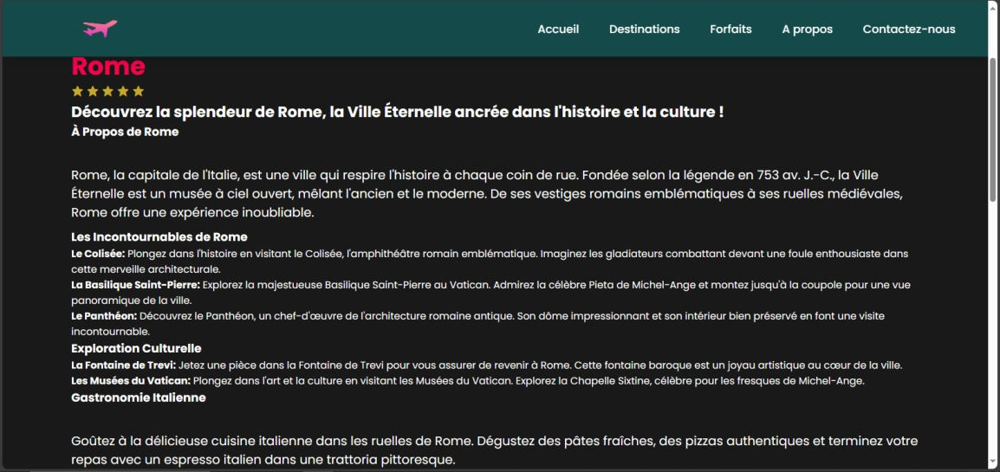 Accueil Destinations Forfaits A propos Contactez-nous
Rome
Découvrez la splendeur de Rome, la Ville Éternelle ancrée dans l'histoire et la culture !
À Propos de Rome
Rome, la capitale de l'Italie, est une ville qui respire l'histoire à chaque coin de rue. Fondée selon la légende en 753 av. J.-C., la Ville
Éternelle est un musée à ciel ouvert, mêlant l'ancien et le moderne. De ses vestiges romains emblématiques à ses ruelles médiévales,
Rome offre une expérience inoubliable.
Les Incontournables de Rome
Le Colisée: Plongez dans l'histoire en visitant le Colisée, l'amphithéâtre romain emblématique. Imaginez les gladiateurs combattant devant une foule enthousiaste dans
cette merveille architecturale.
La Basilique Saint-Pierre: Explorez la majestueuse Basilique Saint-Pierre au Vatican. Admirez la célèbre Pieta de Michel-Ange et montez jusqu'à la coupole pour une vue
panoramique de la ville.
Le Panthéon: Découvrez le Panthéon, un chef-d'œuvre de l'architecture romaine antique. Son dôme impressionnant et son intérieur bien préservé en font une visite
incontournable.
Exploration Culturelle
La Fontaine de Trevi: Jetez une pièce dans la Fontaine de Trevi pour vous assurer de revenir à Rome. Cette fontaine baroque est un joyau artistique au cœur de la ville.
Les Musées du Vatican: Plongez dans l'art et la culture en visitant les Musées du Vatican. Explorez la Chapelle Sixtine, célèbre pour les fresques de Michel-Ange.
Gastronomie Italienne
Goûtez à la délicieuse cuisine italienne dans les ruelles de Rome. Dégustez des pâtes fraîches, des pizzas authentiques et terminez votre
repas avec un espresso italien dans une trattoria pittoresque.